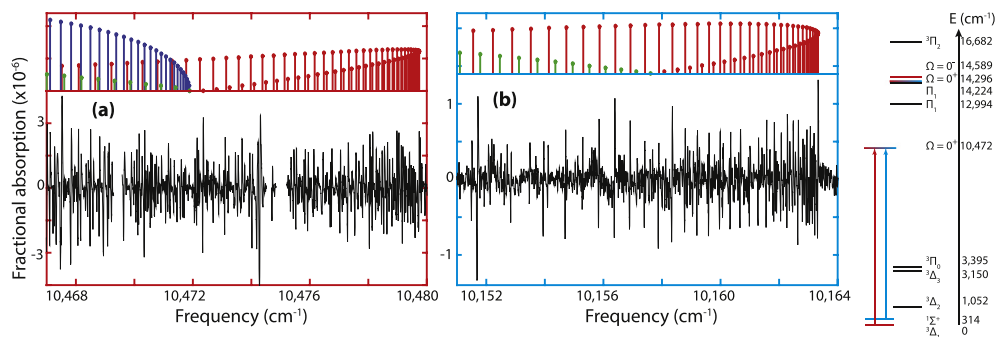 Fractional absorption (x10⁻⁶)
3
0
-3
(a)
10,468
10,472
10,476
10,480
Frequency (cm⁻¹)
1
0
-1
(b)
10,152
10,156
10,160
10,164
Frequency (cm⁻¹)
E (cm⁻¹)
³Π₂ 16,682
Ω = 0⁻ 14,589
Ω = 0⁺ 14,296
Π₁ 14,224
Π₁ 12,994
Ω = 0⁺ 10,472
³Π₀ 3,395
³Δ₃ 3,150
³Δ₂ 1,052
¹Σ⁺ 314
³Δ₁ 0